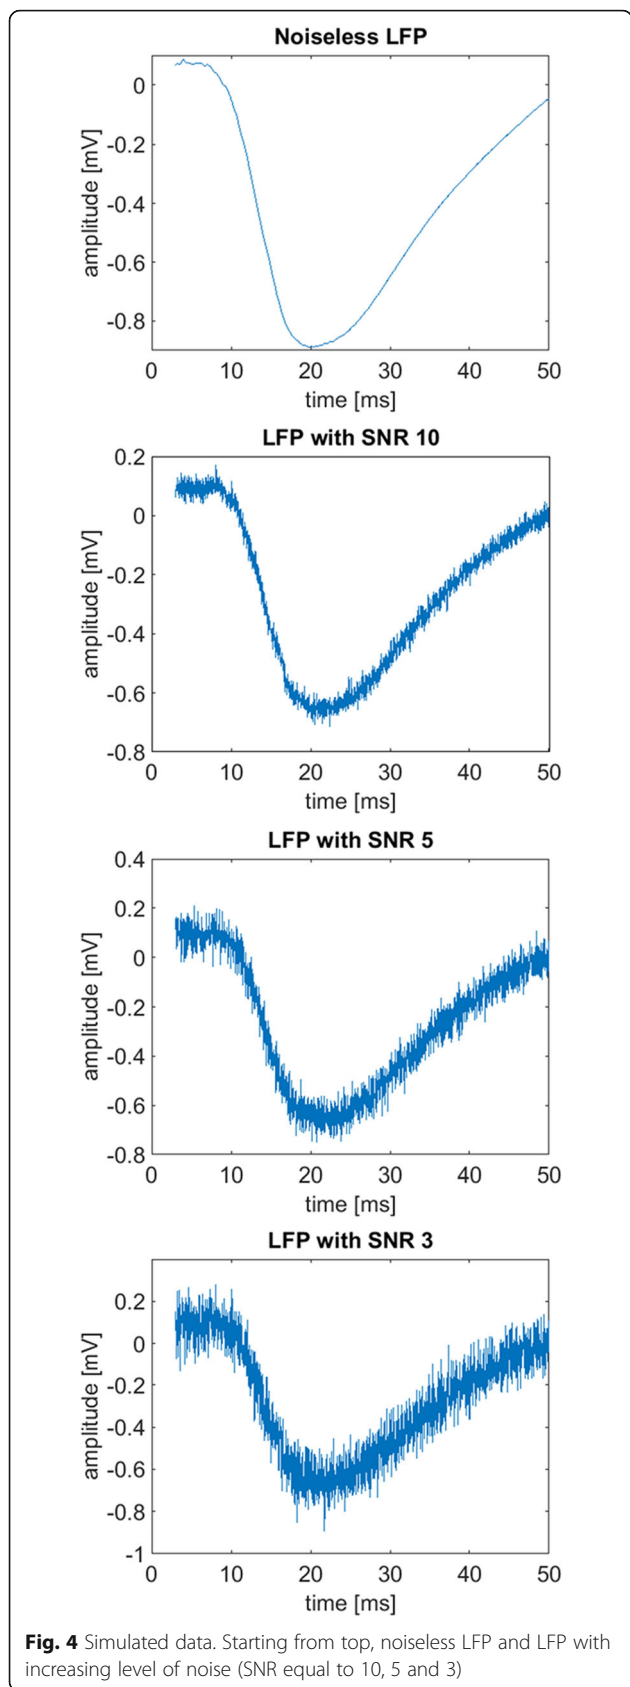 Noiseless LFP
0
-0.2
-0.4
-0.6
-0.8
amplitude [mV]
0 10 20 30 40 50
time [ms]
LFP with SNR 10
0.2
0
-0.2
-0.4
-0.6
-0.8
amplitude [mV]
0 10 20 30 40 50
time [ms]
LFP with SNR 5
0.4
0.2
0
-0.2
-0.4
-0.6
-0.8
amplitude [mV]
0 10 20 30 40 50
time [ms]
LFP with SNR 3
0.2
0
-0.2
-0.4
-0.6
-0.8
-1
amplitude [mV]
0 10 20 30 40 50
time [ms]
Fig. 4 Simulated data. Starting from top, noiseless LFP and LFP with
increasing level of noise (SNR equal to 10, 5 and 3)